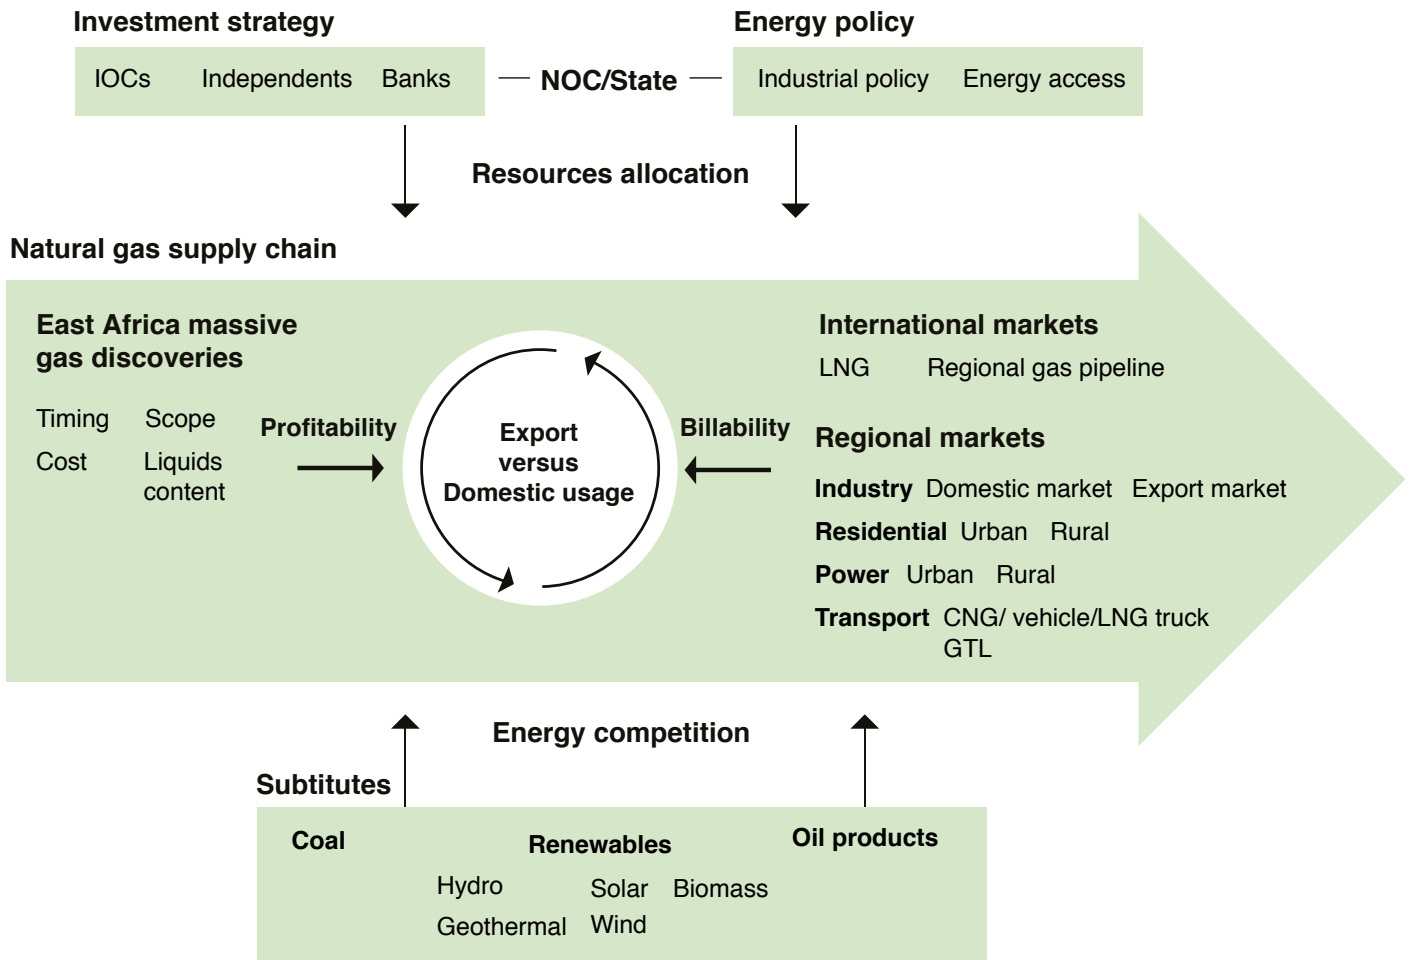 Investment strategy
Energy policy
IOCs Independents Banks
NOC/State
Industrial policy Energy access
Resources allocation
Natural gas supply chain
East Africa massive
gas discoveries
Timing Scope
Cost Liquids
content
Profitability
Export
versus
Domestic usage
Billability
International markets
LNG Regional gas pipeline
Regional markets
Industry Domestic market Export market
Residential Urban Rural
Power Urban Rural
Transport CNG/ vehicle/LNG truck
GTL
Energy competition
Subtitutes
Coal
Renewables
Oil products
Hydro Solar Biomass
Geothermal Wind